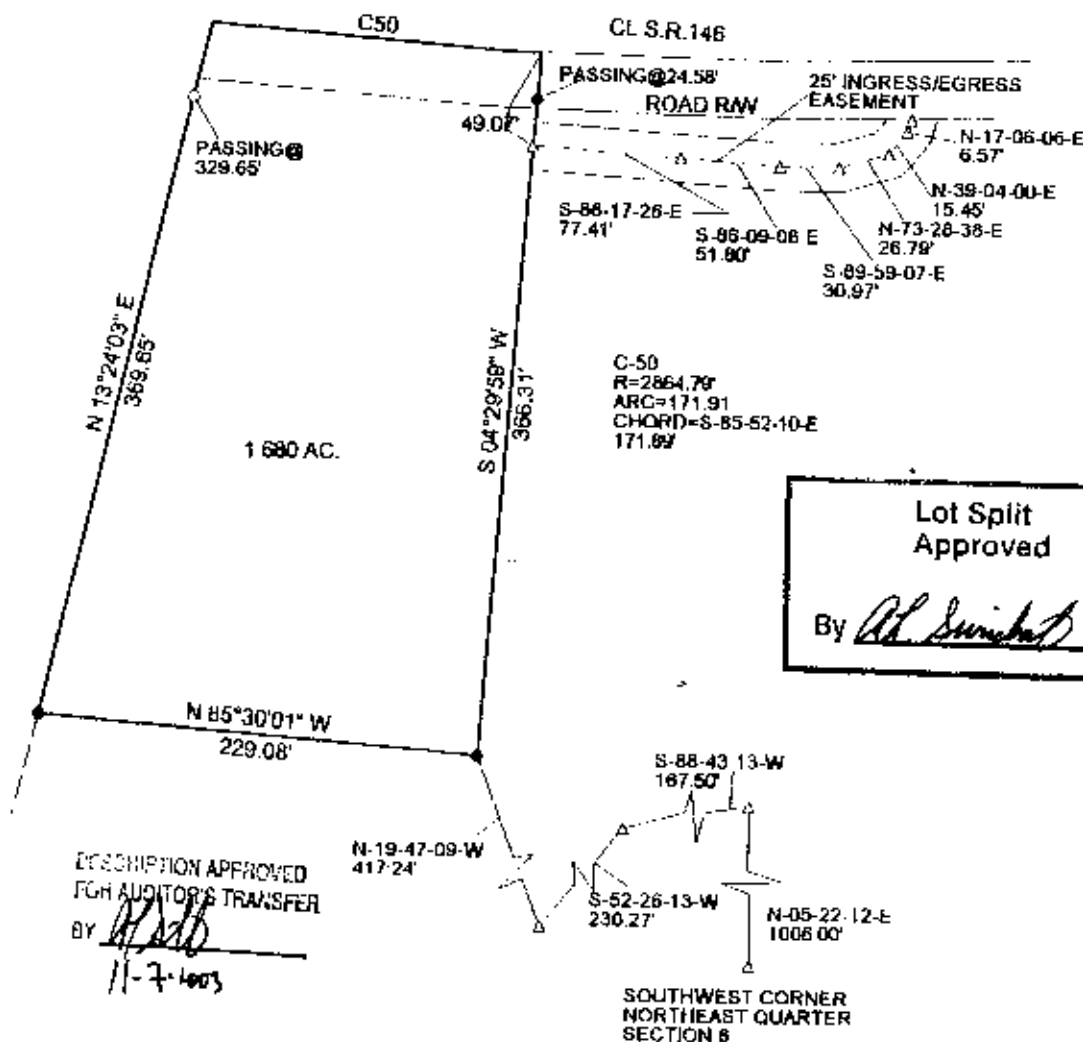 C50
CL S.R.146
PASSING@24.58'
25' INGRESS/EGRESS
EASEMENT
ROAD R/W
49.07'
N-17-06-06-E
6.57'
PASSING@
329.65'
N-39-04-00-E
15.45'
S-86-17-26-E
77.41'
S-86-09-08 E
51.80'
N-73-28-38-E
26.79'
S-89-59-07-E
30.97'
N 13°24'03" E
369.65'
S 04°29'59" W
366.31'
C-50
R=2864.79'
ARC=171.91
CHORD=S-85-52-10-E
171.89'
1 680 AC.
Lot Split
Approved
By
N 85°30'01" W
229.08'
S-88-43 13-W
167.50'
N-19-47-09-W
417.24'
S-52-26-13-W
230.27'
N-05-22-12-E
1006.00'
DESCRIPTION APPROVED
FOR AUDITOR'S TRANSFER
BY
11-7-2003
SOUTHWEST CORNER
NORTHEAST QUARTER
SECTION 6